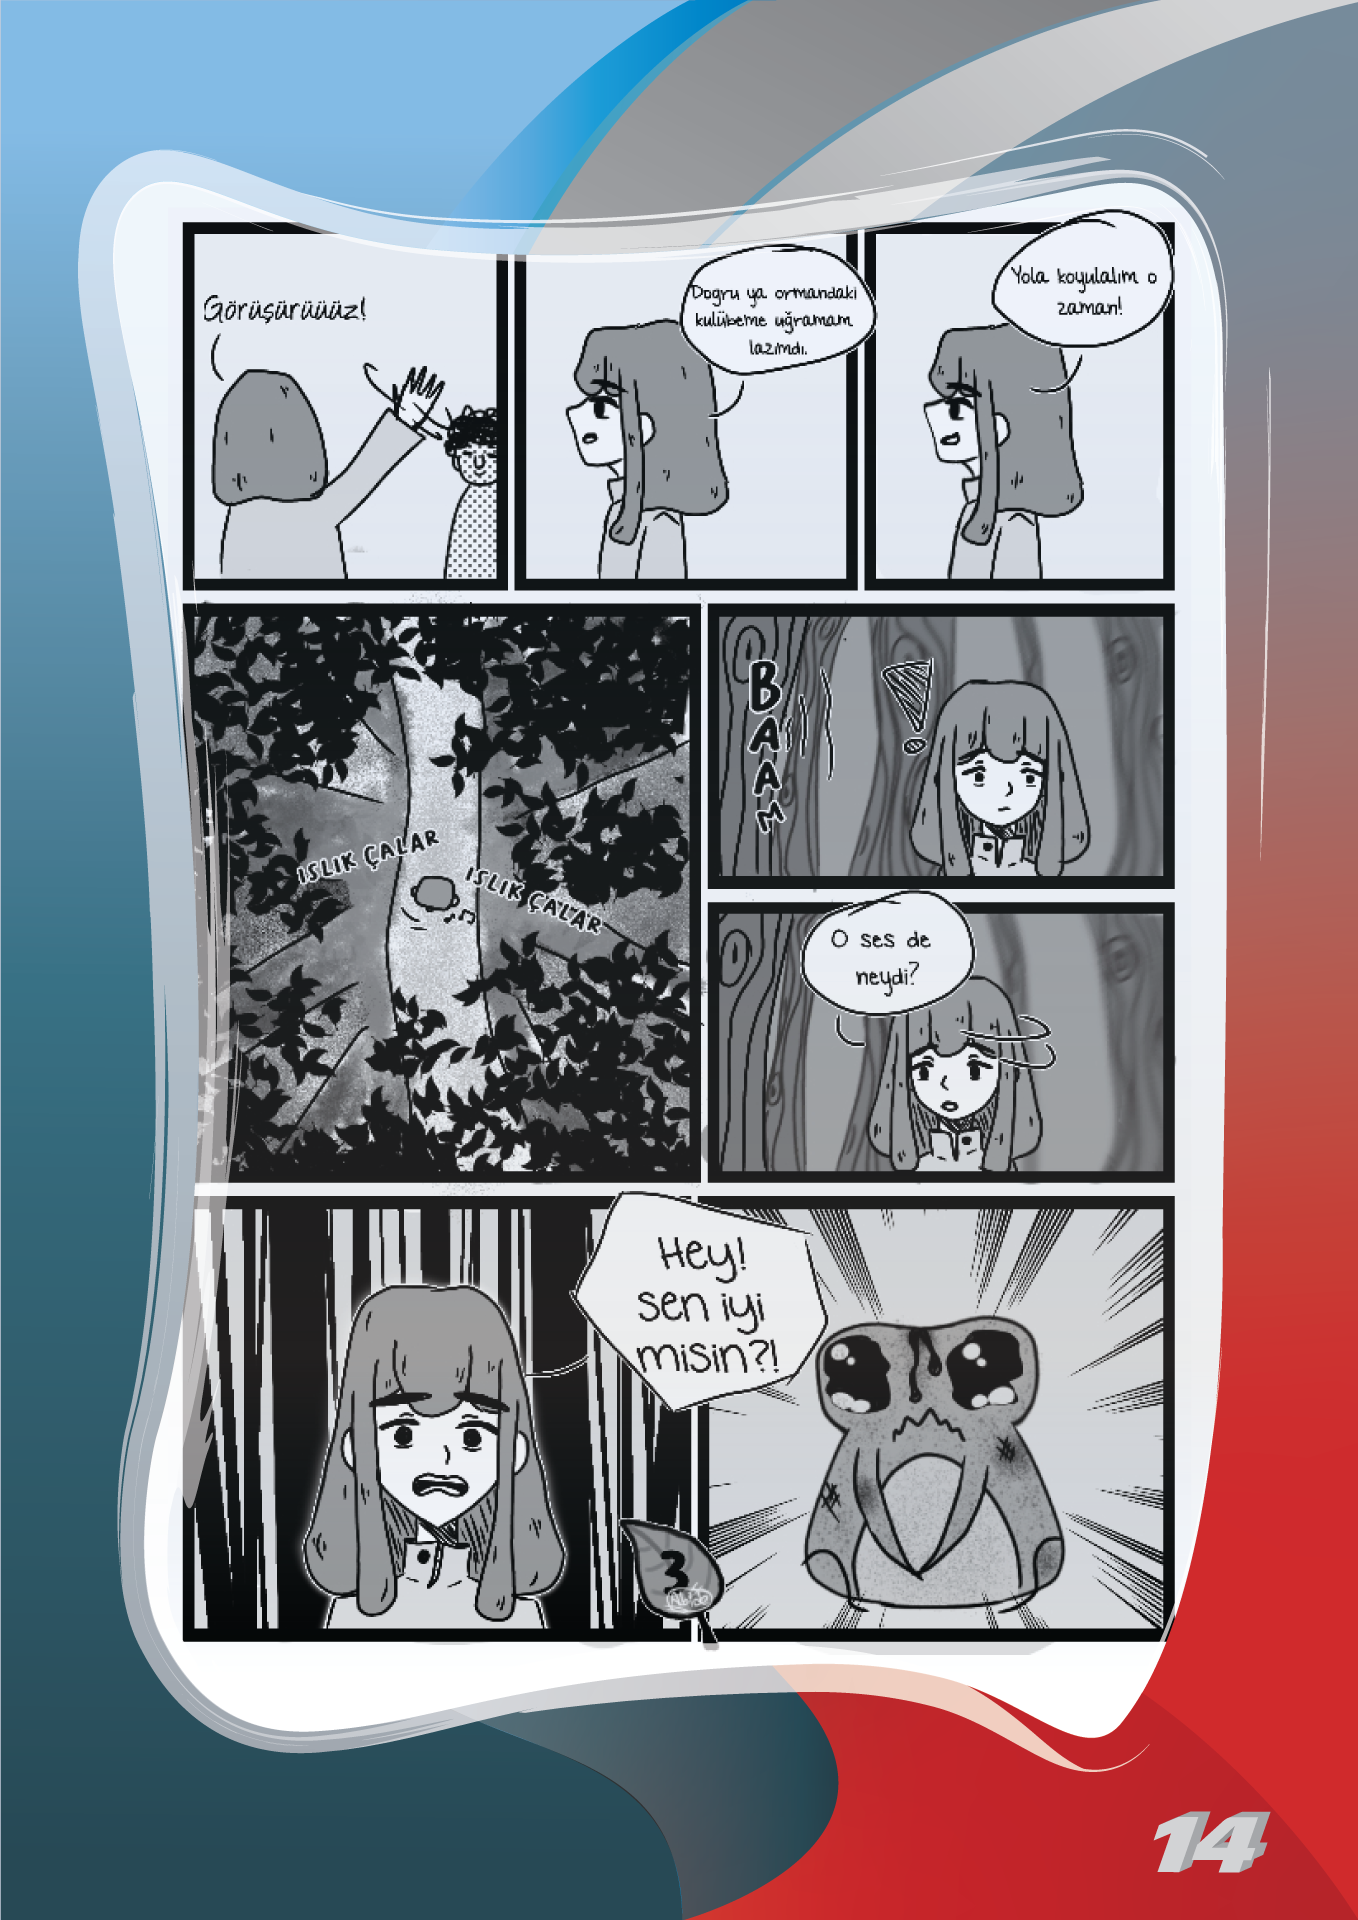 Görüşürüüüz!
Doğru ya ormandaki
kulübeme uğramam
lazımdı.
Yola koyulalım o
zaman!
ISLIK ÇALAR
ISLIK ÇALAR
BAAM
O ses de
neydi?
Hey!
sen iyi
misin?!
3
14